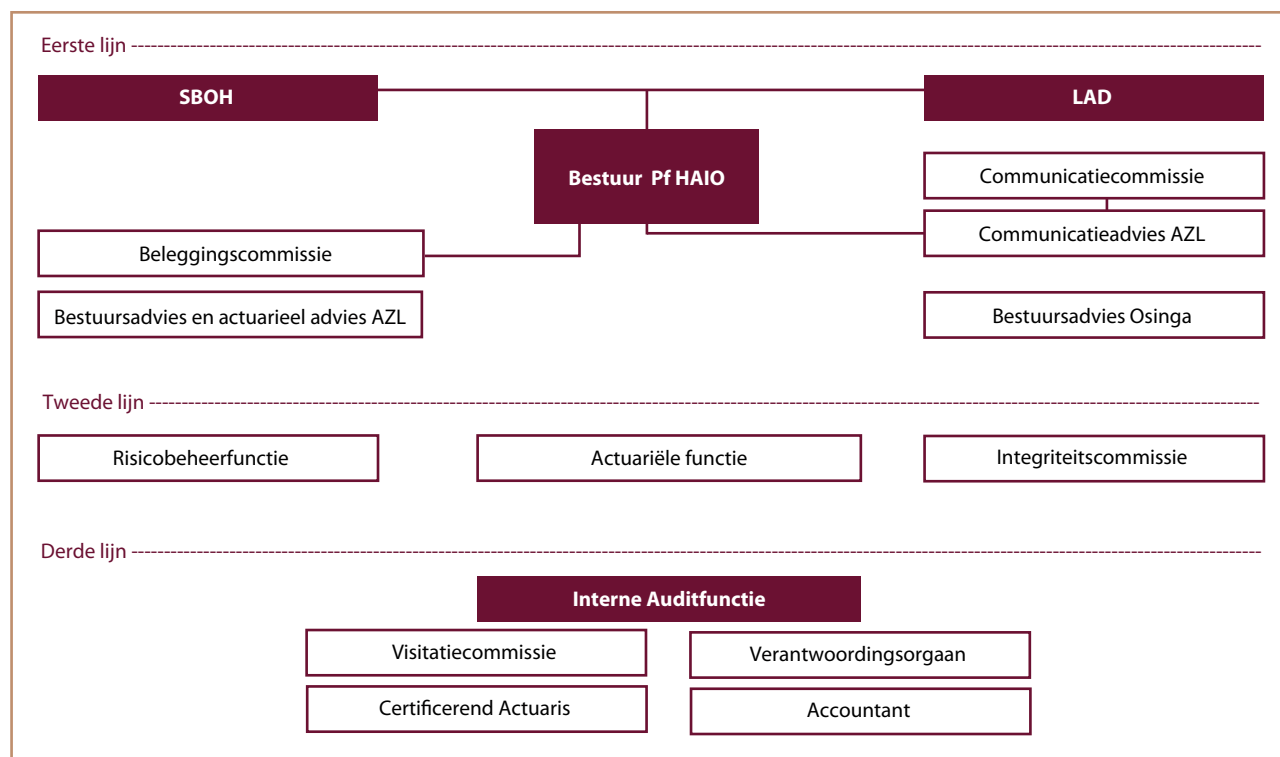 Eerste lijn
SBOH
LAD
Bestuur Pf HAIO
Communicatiecommissie
Communicatieadvies AZL
Beleggingscommissie
Bestuursadvies en actuarieel advies AZL
Bestuursadvies Osinga
Tweede lijn
Risicobeheerfunctie
Actuariële functie
Integriteitscommissie
Derde lijn
Interne Auditfunctie
Visitatiecommissie
Verantwoordingsorgaan
Certificerend Actuaris
Accountant